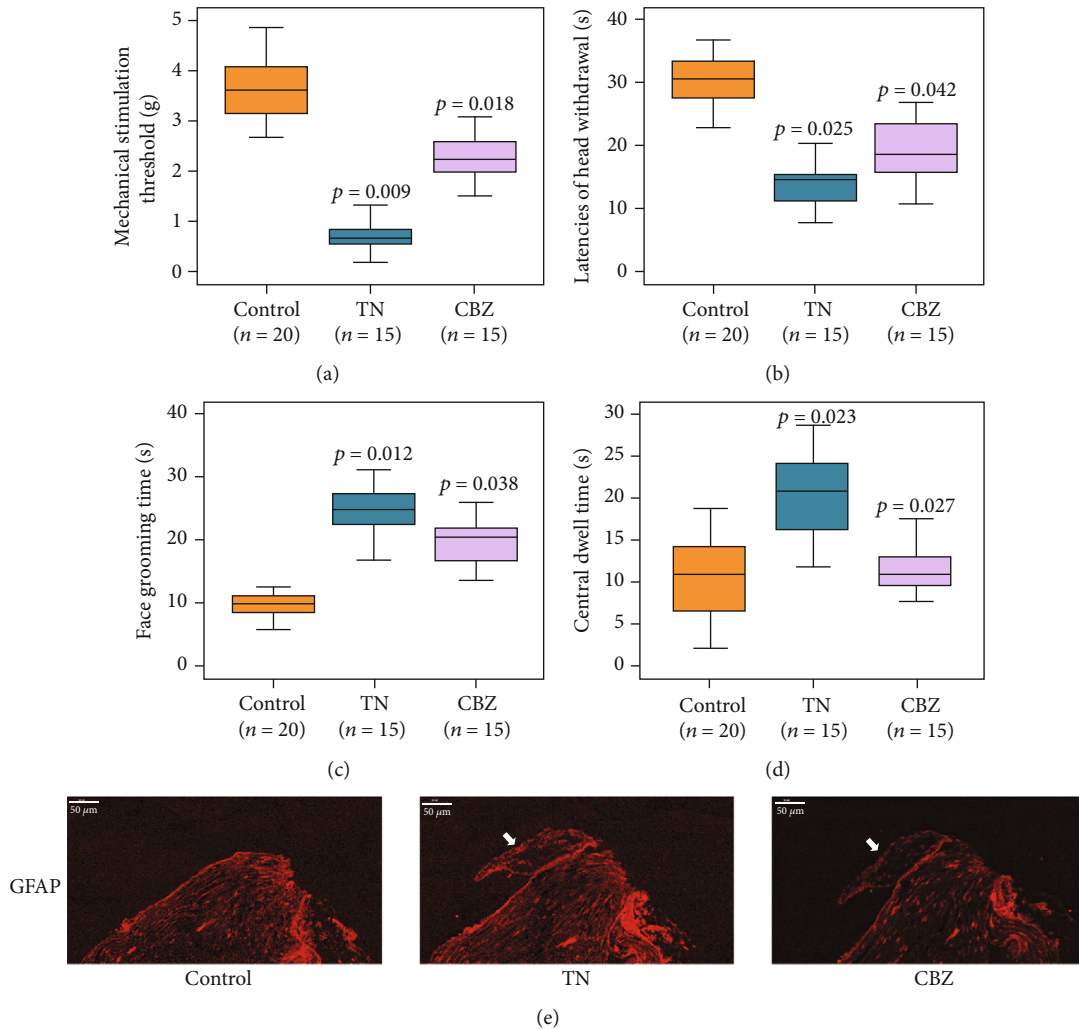 Mechanical stimulation
threshold (g)
5
4
3
2
1
0
p = 0.009
p = 0.018
Control
(n = 20)
TN
(n = 15)
CBZ
(n = 15)
(a)
Latencies of head withdrawal (s)
40
30
20
10
0
p = 0.025
p = 0.042
Control
(n = 20)
TN
(n = 15)
CBZ
(n = 15)
(b)
Face grooming time (s)
40
30
20
10
0
p = 0.012
p = 0.038
Control
(n = 20)
TN
(n = 15)
CBZ
(n = 15)
(c)
Central dwell time (s)
30
25
20
15
10
5
0
p = 0.023
p = 0.027
Control
(n = 20)
TN
(n = 15)
CBZ
(n = 15)
(d)
GFAP
50 μm
Control
50 μm
TN
50 μm
CBZ
(e)